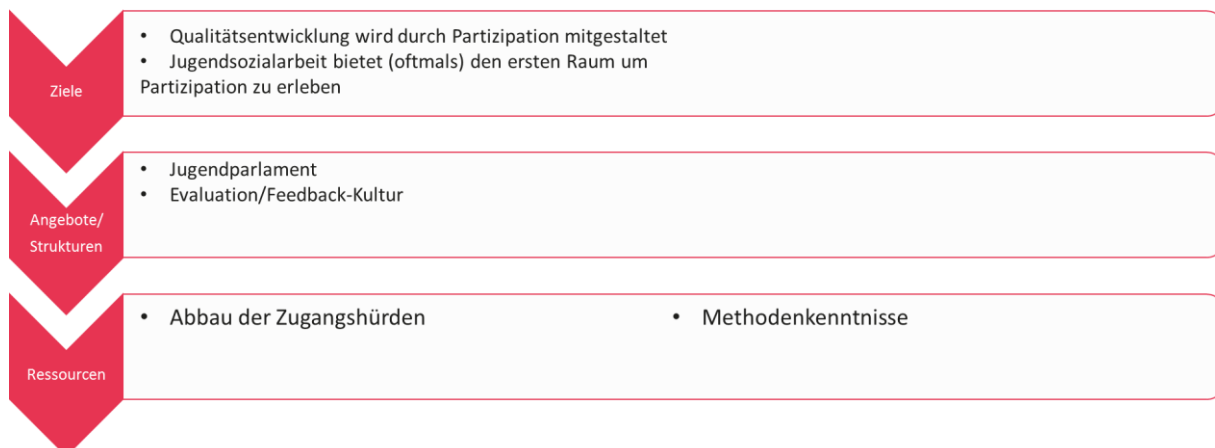 Ziele
• Qualitätsentwicklung wird durch Partizipation mitgestaltet
• Jugendsozialarbeit bietet (oftmals) den ersten Raum um
Partizipation zu erleben
Angebote/
Strukturen
• Jugendparlament
• Evaluation/Feedback-Kultur
Ressourcen
• Abbau der Zugangshürden
• Methodenkenntnisse